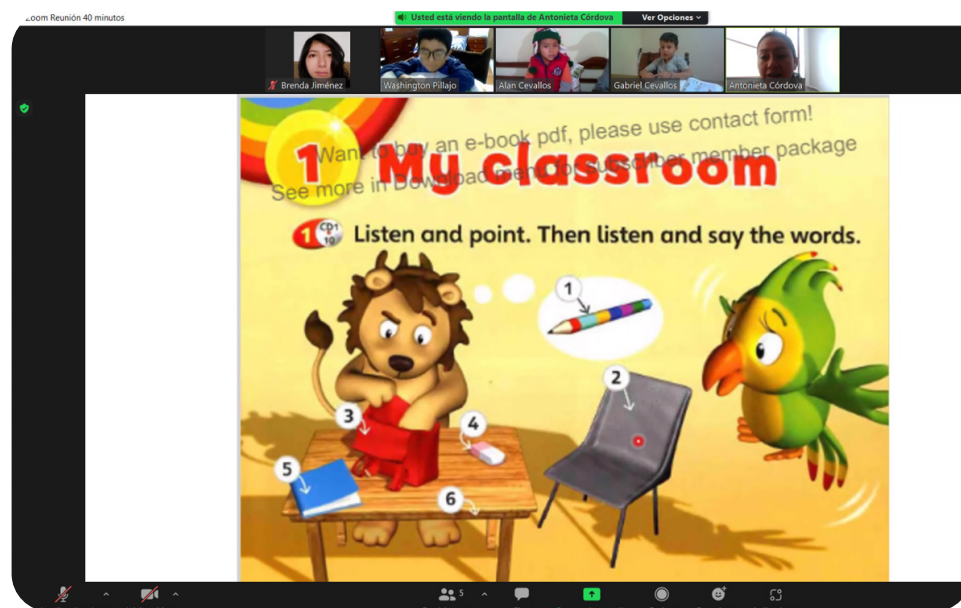 Zoom Reunión 40 minutos
Usted está viendo la pantalla de Antonieta Córdova
Ver Opciones
Brenda Jiménez
Washington Pillajo
Alan Cevallos
Gabriel Cevallos
Antonieta Córdova
Want to buy an e-book pdf, please use contact form!
See more in Download menu for subscriber member package
1 My classroom
1 CD1 10 Listen and point. Then listen and say the words.
1
2
3
4
5
6
5